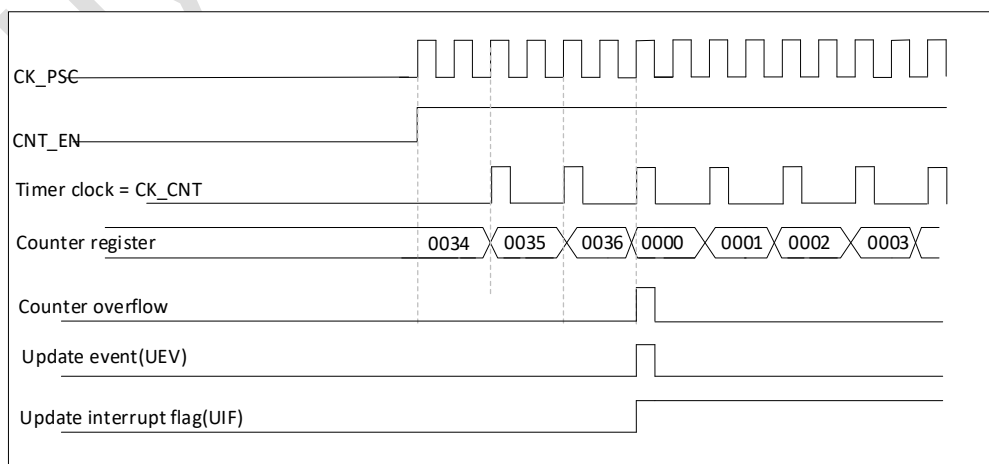 CK_PSC
CNT_EN
Timer clock = CK_CNT
Counter register 0034 0035 0036 0000 0001 0002 0003
Counter overflow
Update event(UEV)
Update interrupt flag(UIF)